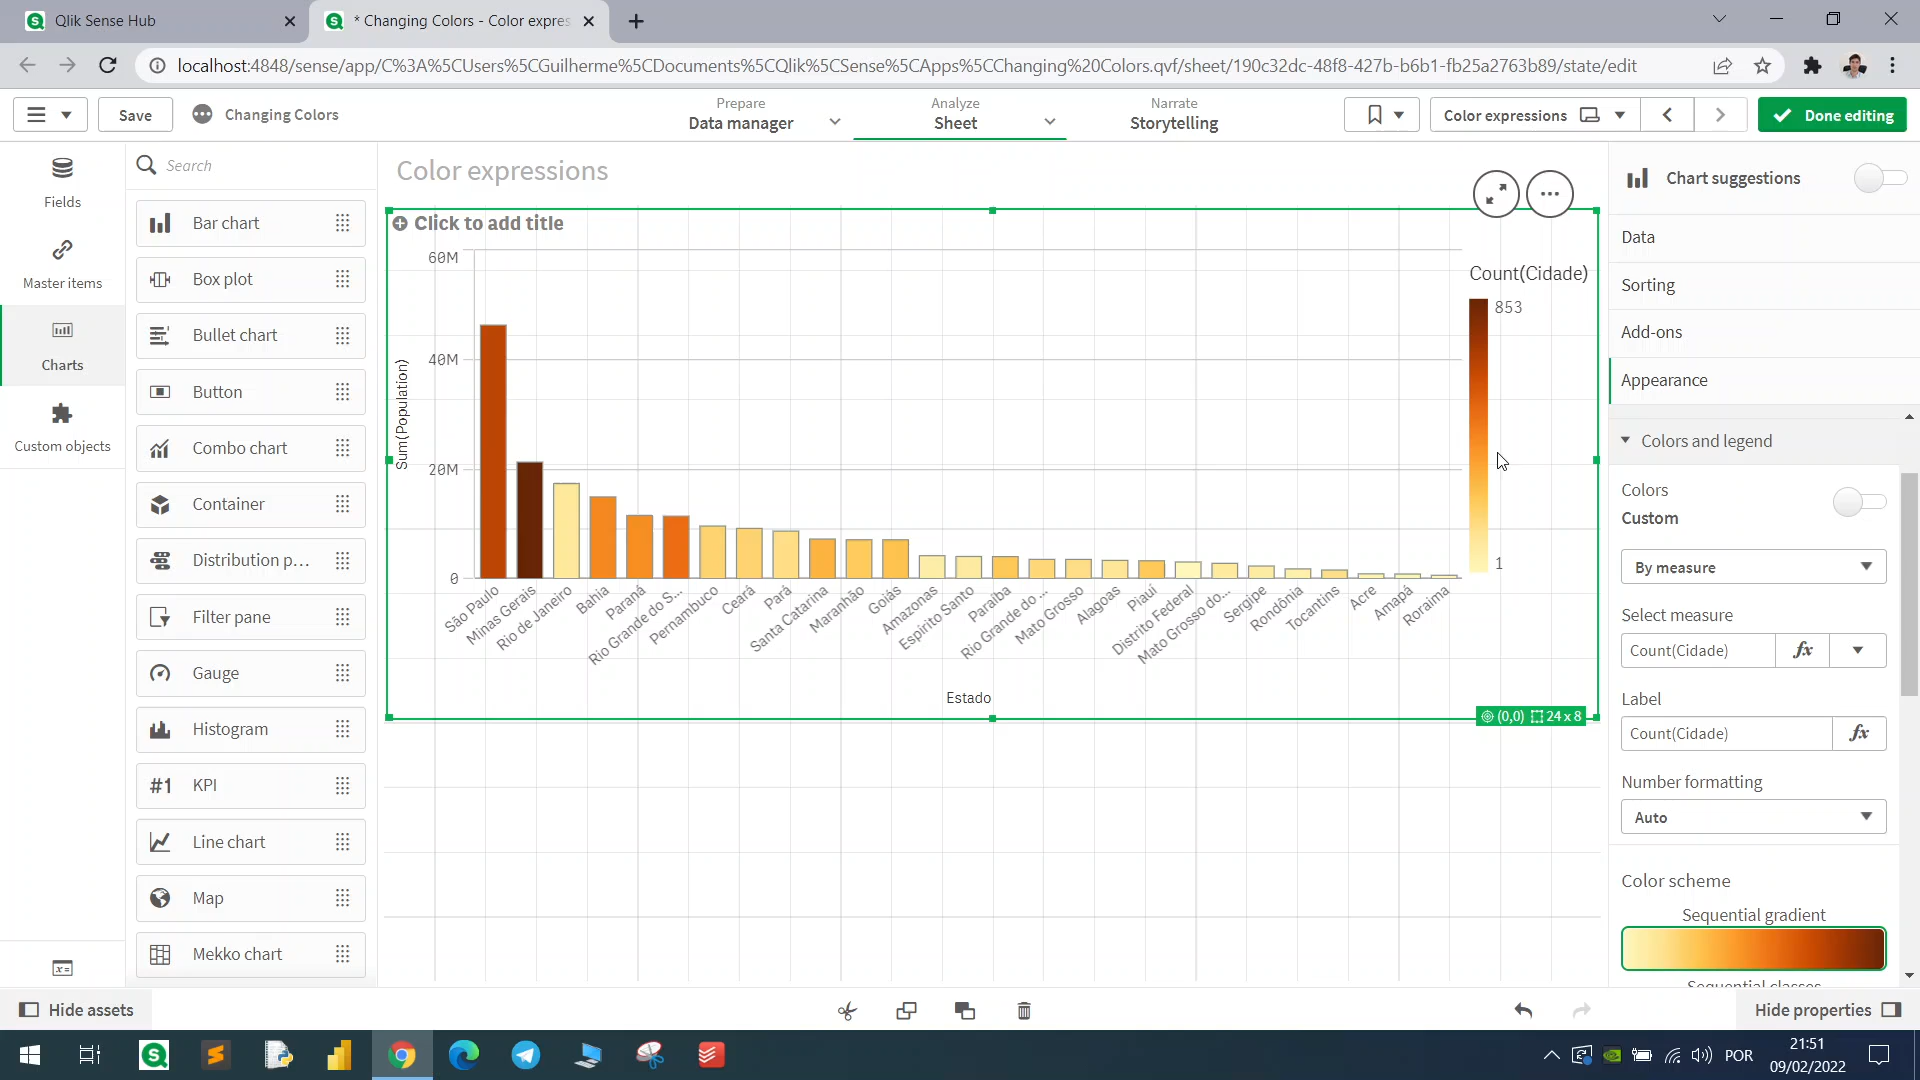 Qlik Sense Hub
* Changing Colors - Color expres
localhost:4848/sense/app/C%3A%5CUsers%5CGuilherme%5CDocuments%5CQlik%5CSense%5CApps%5CChanging%20Colors.qvf/sheet/190c32dc-48f8-427b-b6b1-fb25a2763b89/state/edit
Save
Changing Colors
Prepare
Data manager
Analyze
Sheet
Narrate
Storytelling
Color expressions
Done editing
Fields
Master items
Charts
Custom objects
Search
Bar chart
Box plot
Bullet chart
Button
Combo chart
Container
Distribution p...
Filter pane
Gauge
Histogram
#1 KPI
Line chart
Map
Mekko chart
Color expressions
Click to add title
60M
40M
20M
0
Sum(Population)
São Paulo
Minas Gerais
Rio de Janeiro
Bahia
Paraná
Rio Grande do S...
Pernambuco
Ceará
Pará
Santa Catarina
Maranhão
Goiás
Amazonas
Espírito Santo
Paraíba
Rio Grande do ...
Mato Grosso
Alagoas
Piauí
Distrito Federal
Mato Grosso do...
Sergipe
Rondônia
Tocantins
Acre
Amapá
Roraima
Estado
Count(Cidade)
853
1
(0,0) 24 x 8
Chart suggestions
Data
Sorting
Add-ons
Appearance
Colors and legend
Colors
Custom
By measure
Select measure
Count(Cidade)
fx
Label
Count(Cidade)
fx
Number formatting
Auto
Color scheme
Sequential gradient
Sequential classes
Hide assets
Hide properties
POR
21:51
09/02/2022